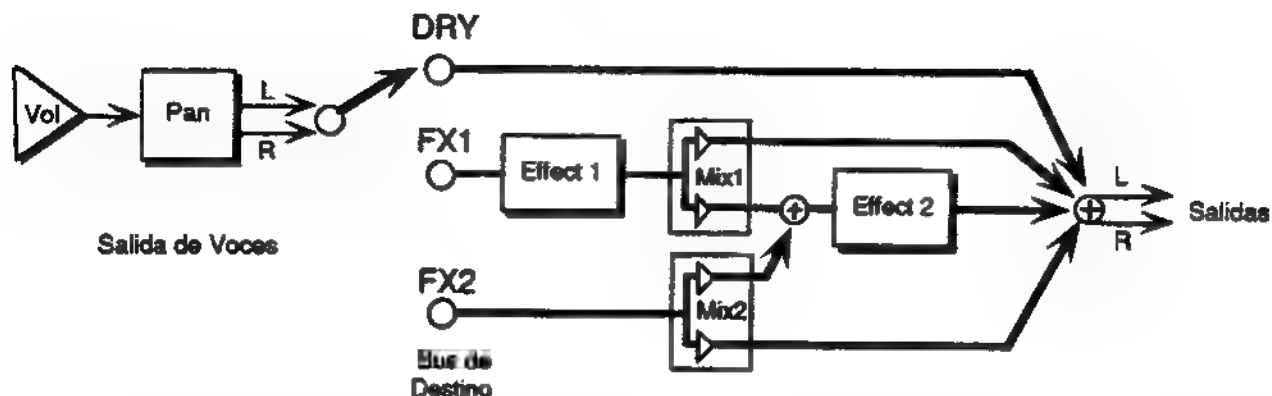 DRY
Vol
Pan
L
R
FX1
Effect 1
Mix1
Effect 2
L
R
Salidas
Salida de Voces
FX2
Mix2
Bus de
Destino